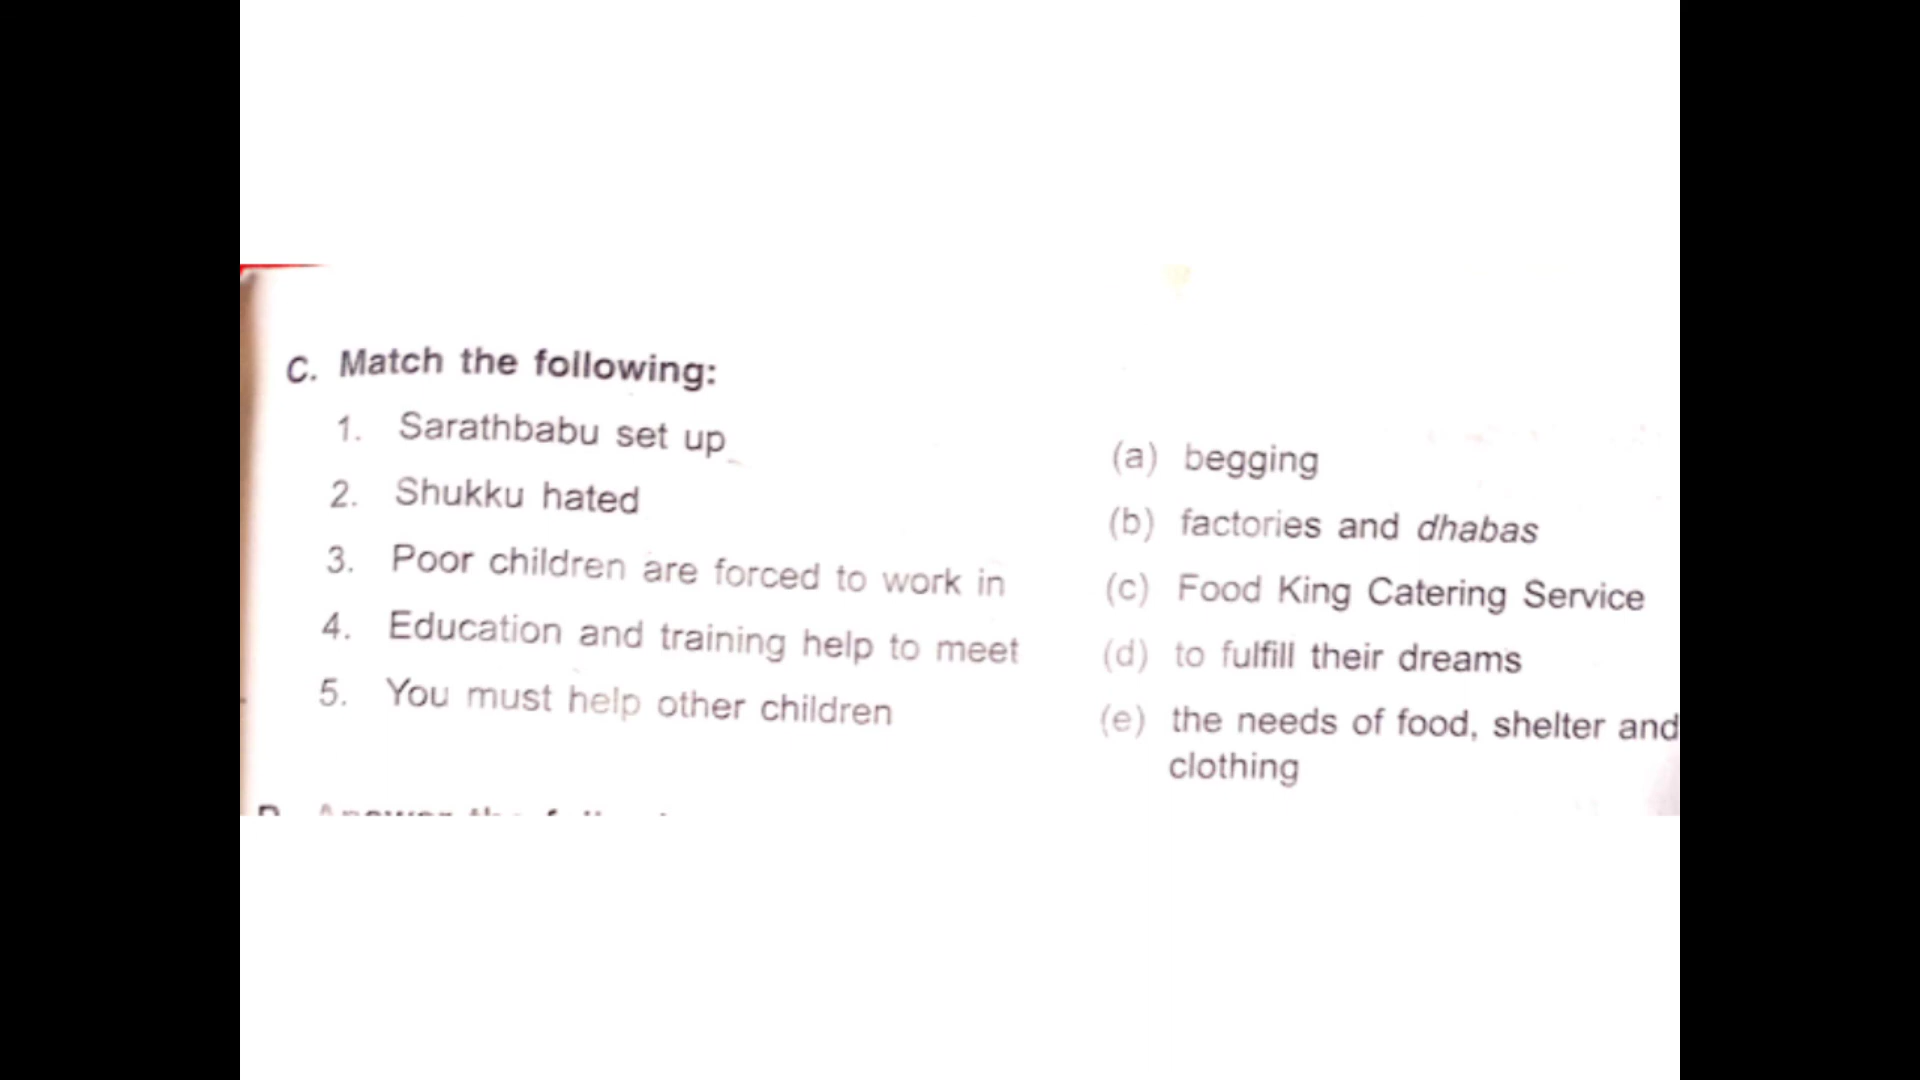 C. Match the following:
1. Sarathbabu set up
2. Shukku hated
3. Poor children are forced to work in
4. Education and training help to meet
5. You must help other children
(a) begging
(b) factories and dhabas
(c) Food King Catering Service
(d) to fulfill their dreams
(e) the needs of food, shelter and
clothing